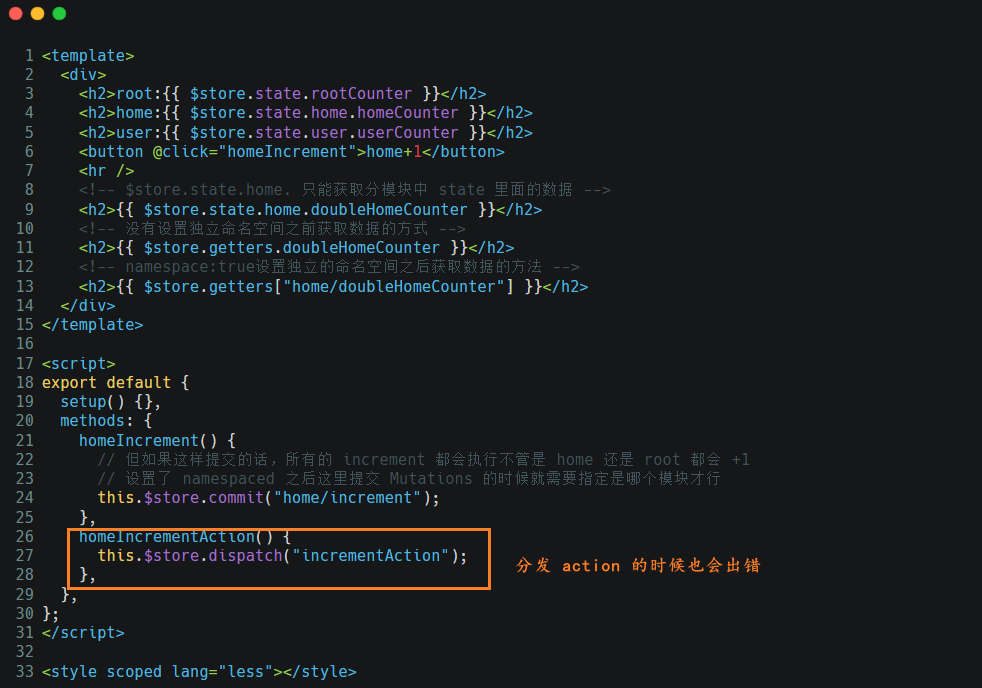 1 <template>
2   <div>
3     <h2>root:{{ $store.state.rootCounter }}</h2>
4     <h2>home:{{ $store.state.home.homeCounter }}</h2>
5     <h2>user:{{ $store.state.user.userCounter }}</h2>
6     <button @click="homeIncrement">home+1</button>
7     <hr />
8     <!-- $store.state.home. 只能获取分模块中 state 里面的数据 -->
9     <h2>{{ $store.state.home.doubleHomeCounter }}</h2>
10     <!-- 没有设置独立命名空间之前获取数据的方式 -->
11     <h2>{{ $store.getters.doubleHomeCounter }}</h2>
12     <!-- namespace:true设置独立的命名空间之后获取数据的方法 -->
13     <h2>{{ $store.getters["home/doubleHomeCounter"] }}</h2>
14   </div>
15 </template>
16
17 <script>
18 export default {
19   setup() {},
20   methods: {
21     homeIncrement() {
22       // 但如果这样提交的话，所有的 increment 都会执行不管是 home 还是 root 都会 +1
23       // 设置了 namespaced 之后这里提交 Mutations 的时候就需要指定是哪个模块才行
24       this.$store.commit("home/increment");
25     },
26     homeIncrementAction() {
27       this.$store.dispatch("incrementAction");
分发 action 的时候也会出错
28     },
29   },
30 };
31 </script>
32
33 <style scoped lang="less"></style>